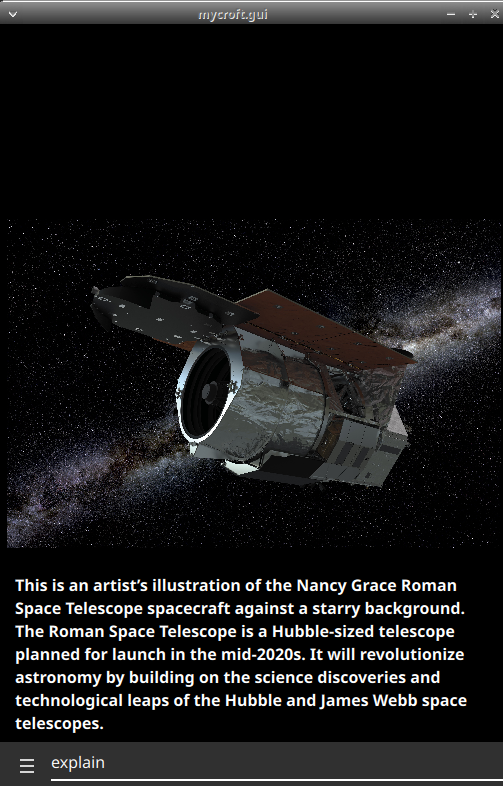 mycroft.gui
This is an artist’s illustration of the Nancy Grace Roman
Space Telescope spacecraft against a starry background.
The Roman Space Telescope is a Hubble-sized telescope
planned for launch in the mid-2020s. It will revolutionize
astronomy by building on the science discoveries and
technological leaps of the Hubble and James Webb space
telescopes.
explain